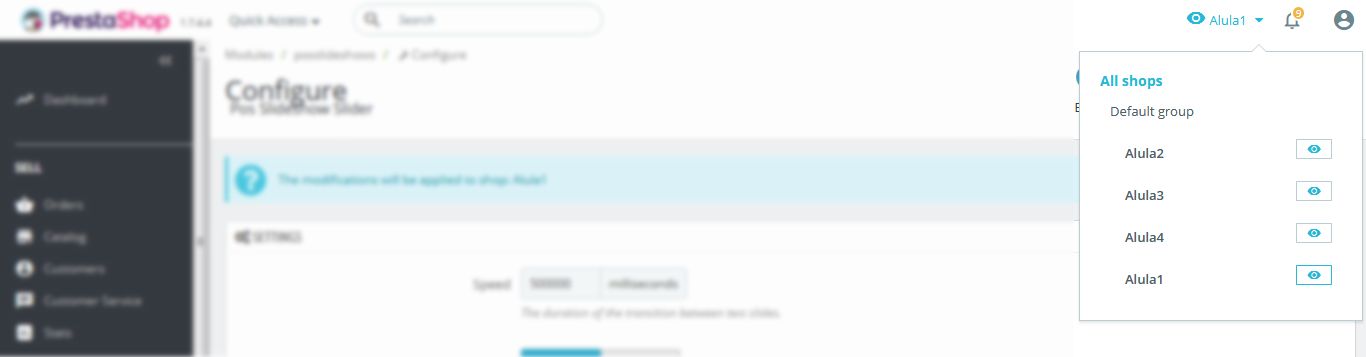 PrestaShop 1.7.6.4 Quick Access Search Alula1 9
Modules / posslideshows / Configure
Configure
Pos Slideshow Slider
Dashboard
SELL
Orders
Catalog
Customers
Customer Service
Stats
The modifications will be applied to shop: Alula1
SETTINGS
Speed 500000 milliseconds
The duration of the transition between two slides.
All shops
Default group
Alula2
Alula3
Alula4
Alula1